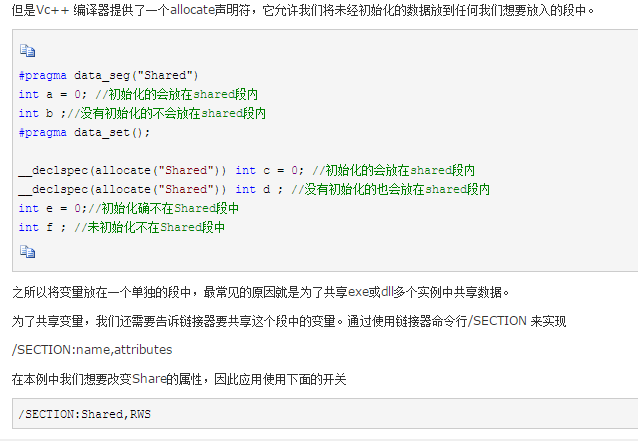 但是Vc++ 编译器提供了一个allocate声明符，它允许我们将未经初始化的数据放到任何我们想要放入的段中。
#pragma data_seg("Shared")
int a = 0; //初始化的会放在shared段内
int b ;//没有初始化的不会放在shared段内
#pragma data_set();
__declspec(allocate("Shared")) int c = 0; //初始化的会放在shared段内
__declspec(allocate("Shared")) int d ; //没有初始化的也会放在shared段内
int e = 0;//初始化确不在Shared段中
int f ; //未初始化不在Shared段中
之所以将变量放在一个单独的段中，最常见的原因就是为了共享exe或dll多个实例中共享数据。
为了共享变量，我们还需要告诉链接器要共享这个段中的变量。通过使用链接器命令行/SECTION 来实现
/SECTION:name,attributes
在本例中我们想要改变Share的属性，因此应用使用下面的开关
/SECTION:Shared,RWS